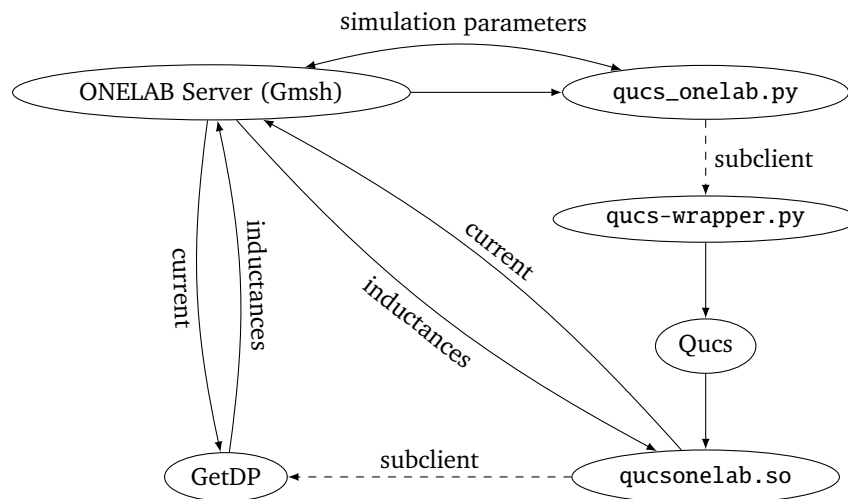 simulation parameters
ONELAB Server (Gmsh)
qucs_onelab.py
subclient
qucs-wrapper.py
current
inductances
current
inductances
Qucs
subclient
GetDP
qucsonelab.so